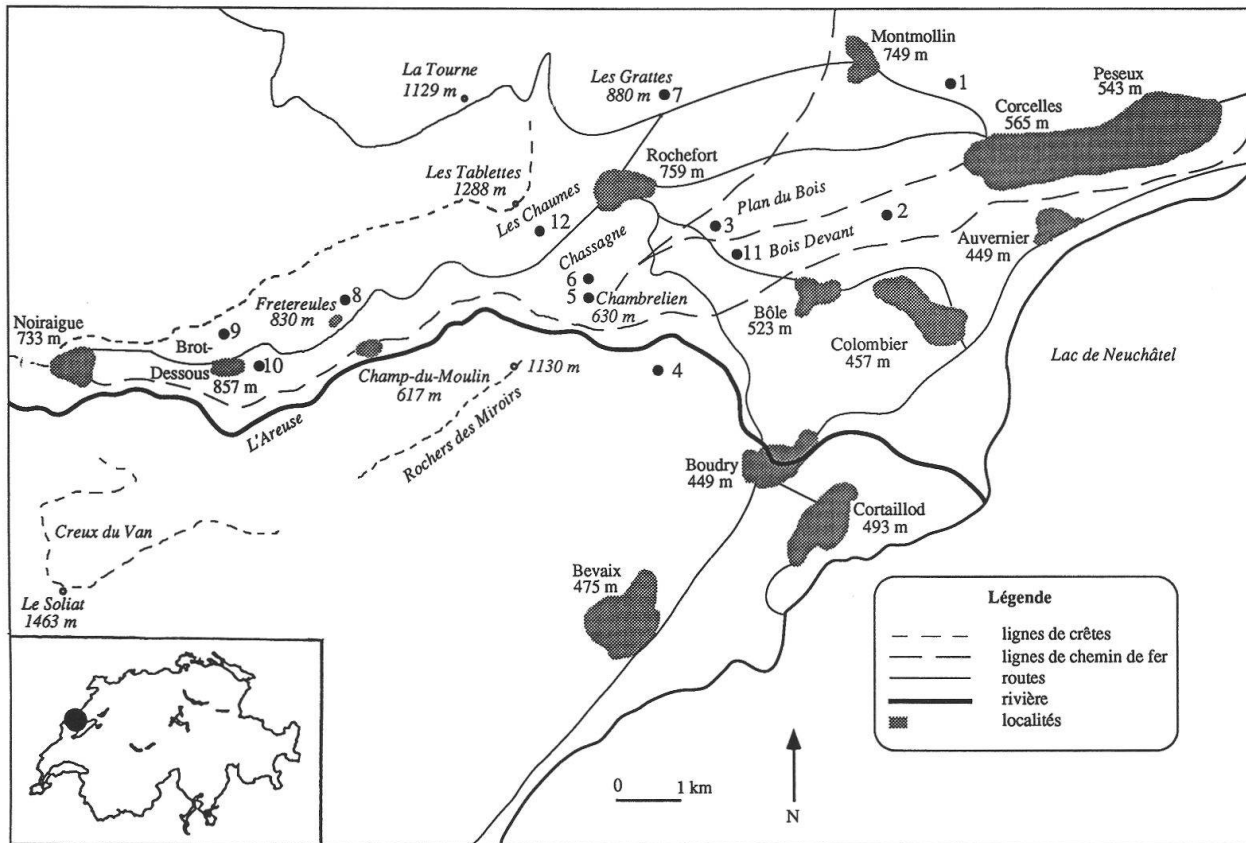 Montmollin
749 m
1
Peseux
543 m
La Tourne
1129 m
Les Grattes
880 m
7
Corcelles
565 m
Rochefort
759 m
Les Tablettes
1288 m
Les Chaumes
12
Plan du Bois
3
2
Bois Devant
11
Auvernier
449 m
Chassagne
6
5
Chambrelien
630 m
8
Fretereules
830 m
Noiraigue
733 m
9
Brot-
Dessous
857 m
10
Bôle
523 m
Colombier
457 m
Lac de Neuchâtel
Champ-du-Moulin
617 m
1130 m
4
L'Areuse
Rochers des Miroirs
Boudry
449 m
Cortaillod
493 m
Creux du Van
Bevaix
475 m
Le Soliat
1463 m
Légende
lignes de crêtes
lignes de chemin de fer
routes
rivière
localités
0 1 km
N